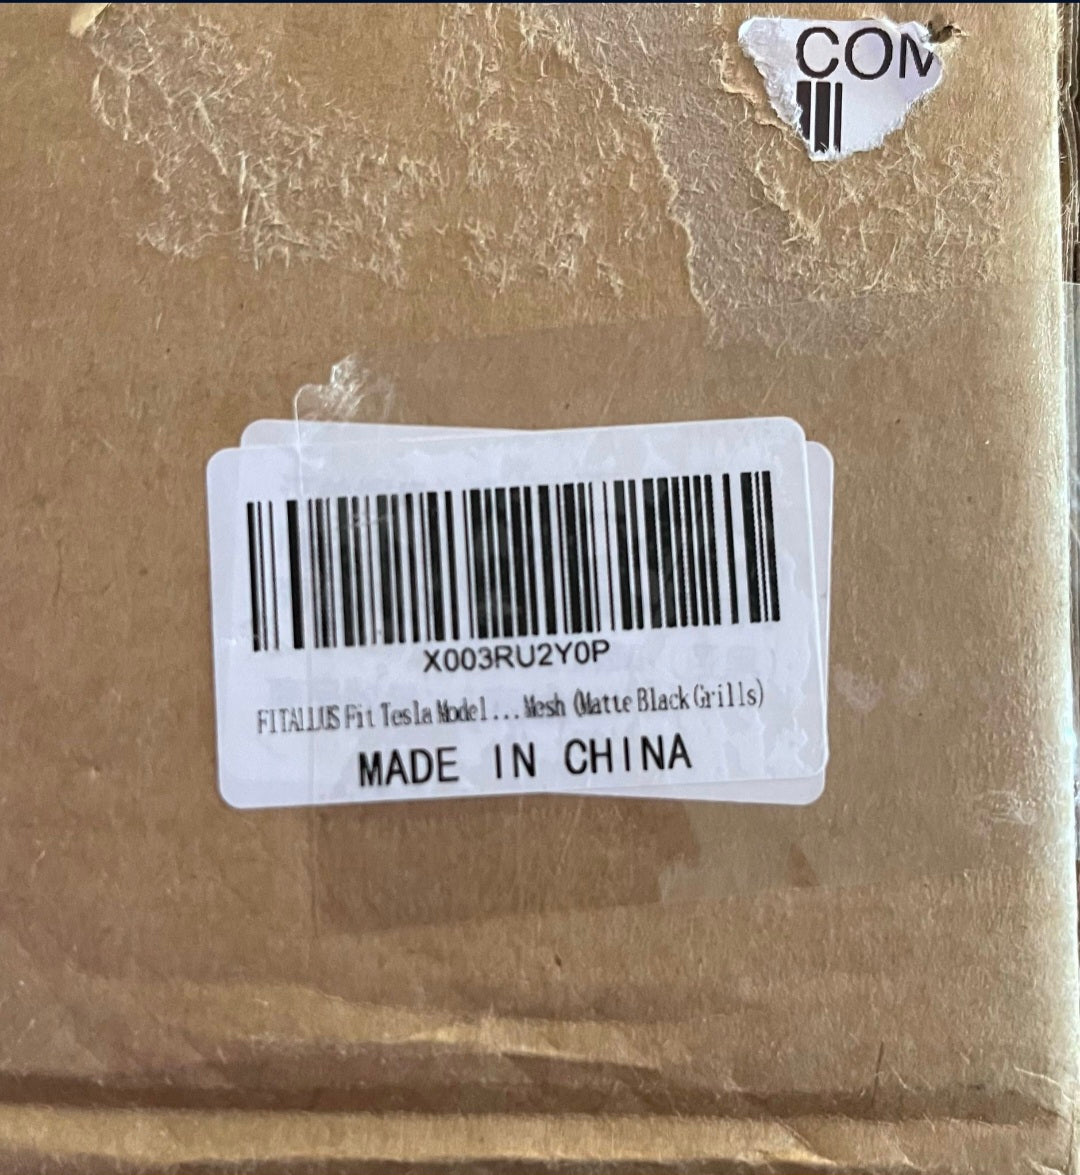 COM
X003RU2Y0P
FITALLUS Fit Tesla Model...Mesh (Matte Black Grills)
MADE IN CHINA